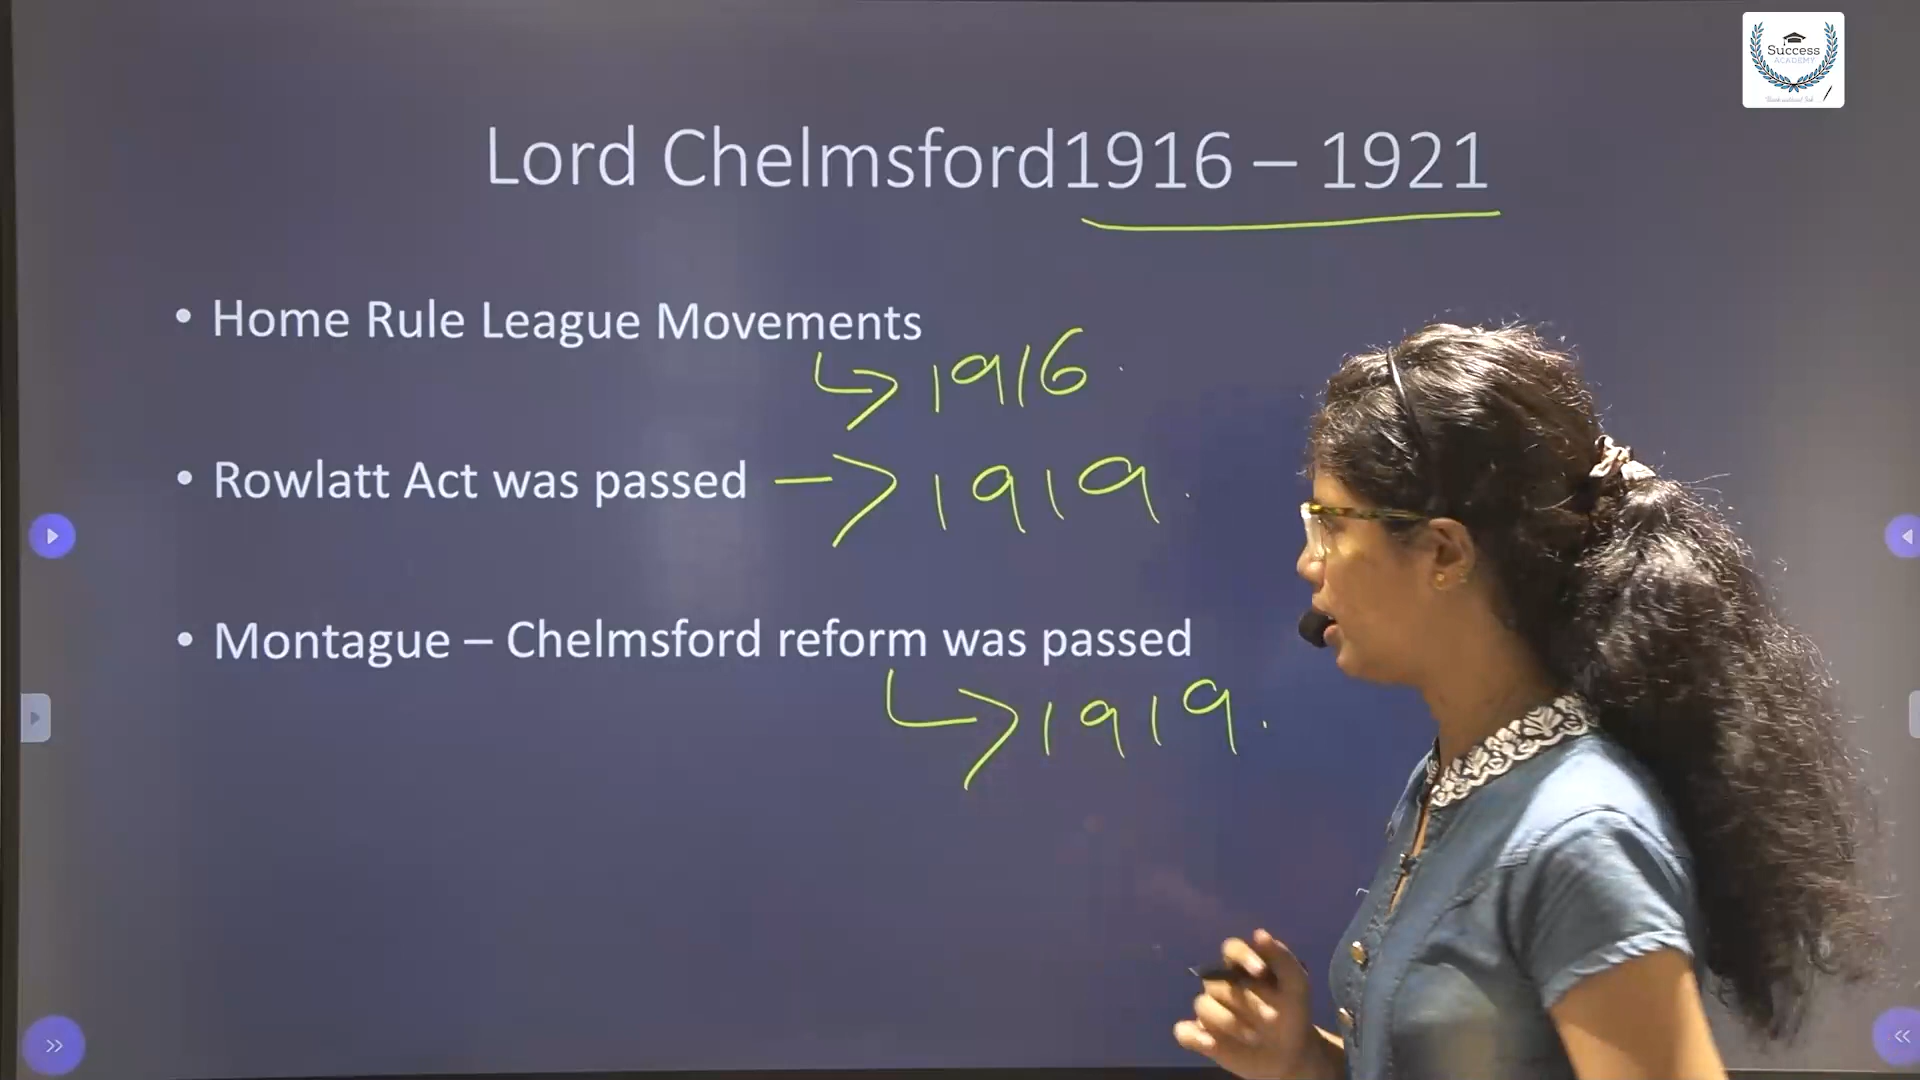 Success
ACADEMY
Lord Chelmsford1916 – 1921
• Home Rule League Movements
1916.
• Rowlatt Act was passed → 1919.
• Montague – Chelmsford reform was passed
1919.